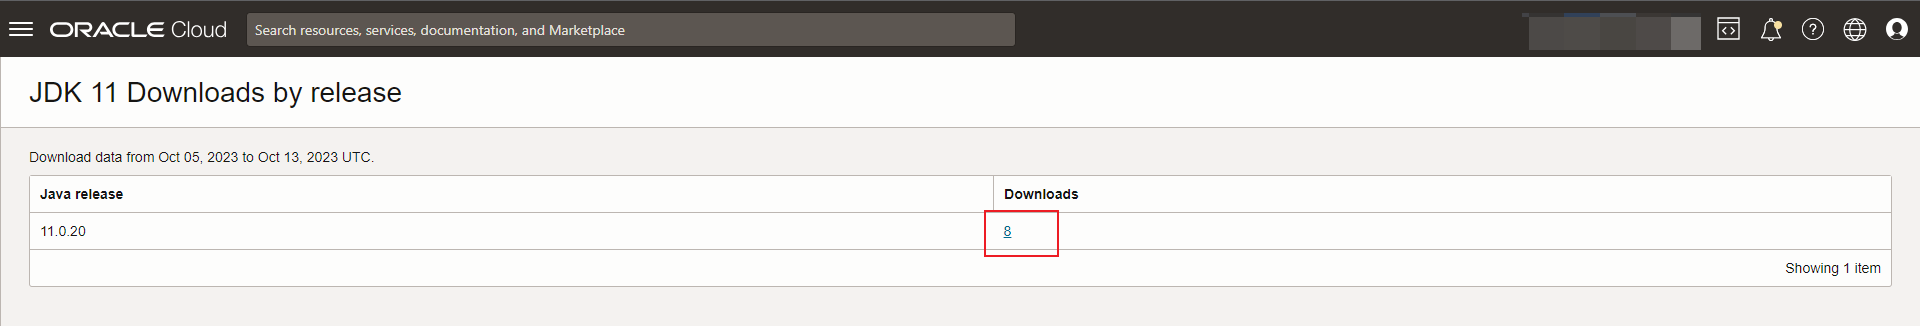 ORACLE Cloud
Search resources, services, documentation, and Marketplace
JDK 11 Downloads by release
Download data from Oct 05, 2023 to Oct 13, 2023 UTC.
Java release Downloads
11.0.20 8
Showing 1 item